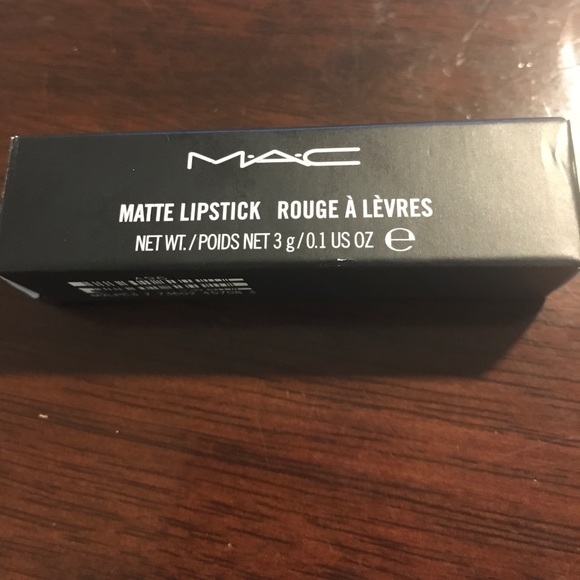 M·A·C
MATTE LIPSTICK ROUGE À LÈVRES
NET WT./POIDS NET 3 g/0.1 US OZ ℮